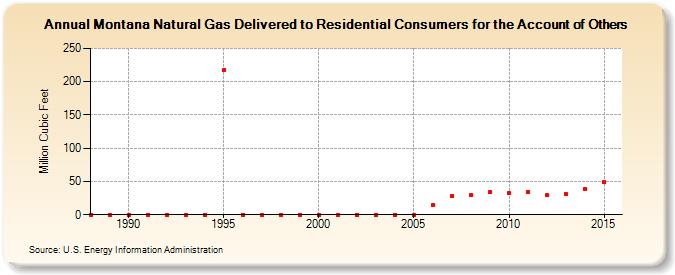 Annual Montana Natural Gas Delivered to Residential Consumers for the Account of Others
Million Cubic Feet
250
200
150
100
50
0
1990 1995 2000 2005 2010 2015
Source: U.S. Energy Information Administration